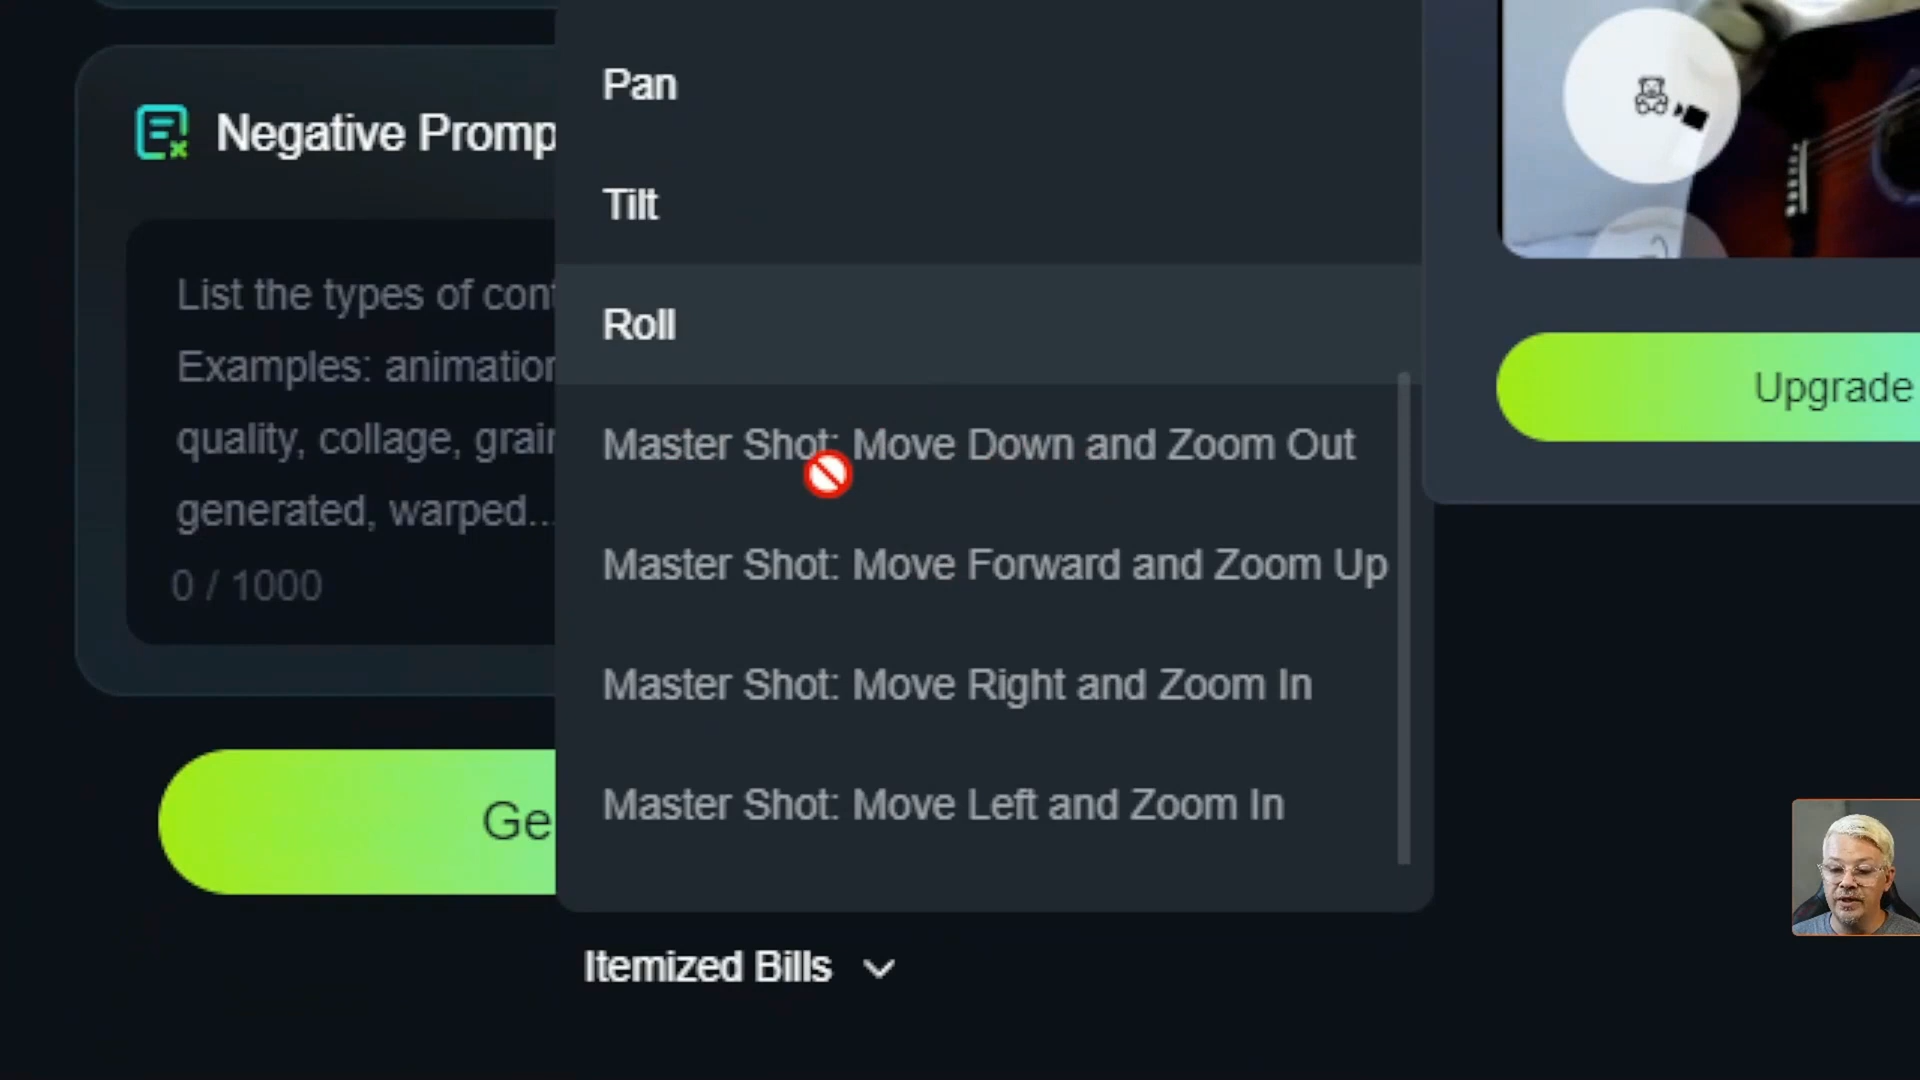 Negative Promp
List the types of cont
Examples: animation
quality, collage, grain
generated, warped...
0 / 1000
Ge
Pan
Tilt
Roll
Master Shot: Move Down and Zoom Out
Master Shot: Move Forward and Zoom Up
Master Shot: Move Right and Zoom In
Master Shot: Move Left and Zoom In
Itemized Bills
Upgrade